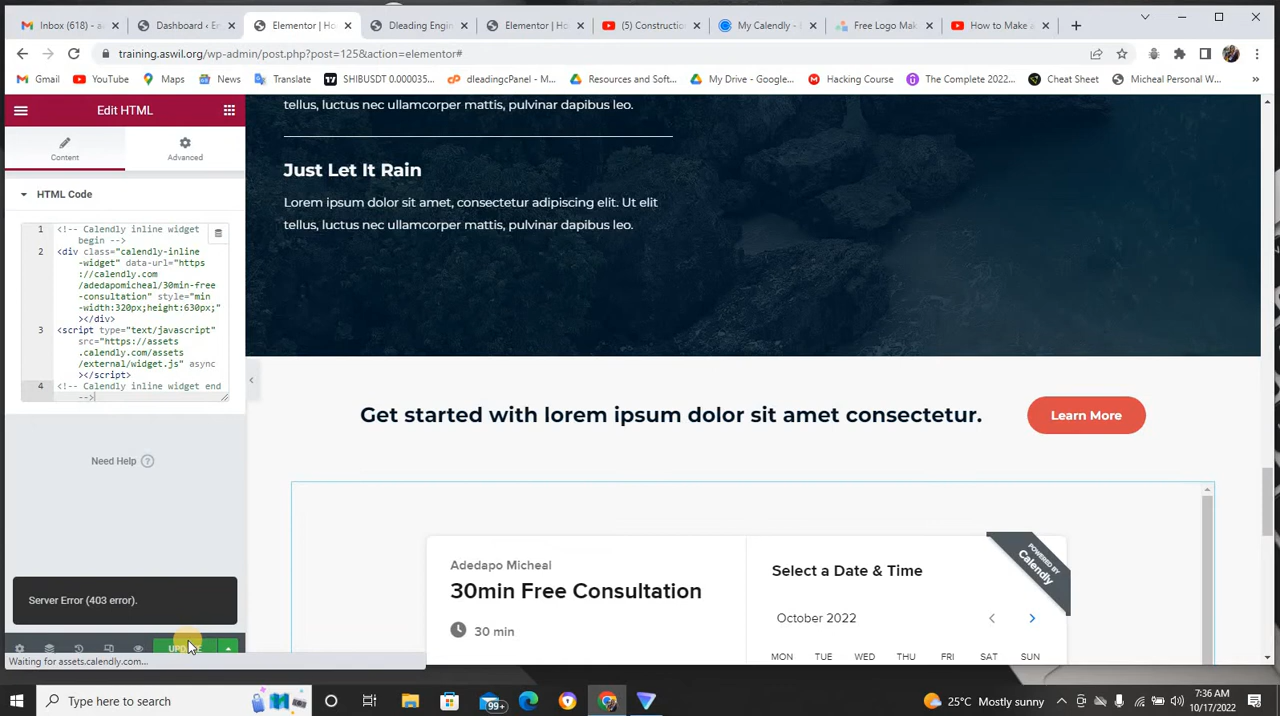 Inbox (618) - a
Dashboard ‹ E
Elementor | Ho
Dleading Engin
Elementor | Ho
(5) Construction
My Calendly -
Free Logo Mak
How to Make a
training.aswil.org/wp-admin/post.php?post=125&action=elementor#
Gmail
YouTube
Maps
News
Translate
SHIBUSDT 0.000035...
dleadingcPanel - M...
Resources and Soft...
My Drive - Google...
Hacking Course
The Complete 2022...
Cheat Sheet
Micheal Personal W...
Edit HTML
Content
Advanced
HTML Code
1 <!-- Calendly inline widget
begin -->
2 <div class="calendly-inline
-widget" data-url="https
://calendly.com
/adedapomicheal/30min-free
-consultation" style="min
-width:320px;height:630px;"
></div>
3 <script type="text/javascript"
src="https://assets
.calendly.com/assets
/external/widget.js" async
></script>
4 <!-- Calendly inline widget end
-->
Need Help ?
Server Error (403 error).
UPDATE
Waiting for assets.calendly.com...
tellus, luctus nec ullamcorper mattis, pulvinar dapibus leo.
Just Let It Rain
Lorem ipsum dolor sit amet, consectetur adipiscing elit. Ut elit
tellus, luctus nec ullamcorper mattis, pulvinar dapibus leo.
Get started with lorem ipsum dolor sit amet consectetur.
Learn More
Adedapo Micheal
30min Free Consultation
30 min
Select a Date & Time
October 2022
MON TUE WED THU FRI SAT SUN
POWERED BY
Calendly
Type here to search
99+
25°C Mostly sunny
7:36 AM
10/17/2022